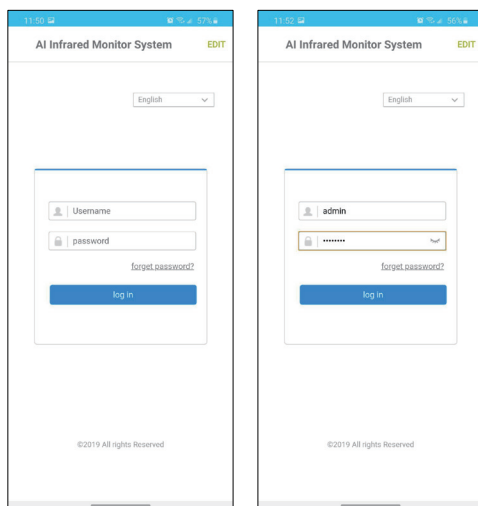 11:50 57%
AI Infrared Monitor System EDIT
English
Username
password
forget password?
log in
©2019 All rights Reserved
11:52 56%
AI Infrared Monitor System EDIT
English
admin
••••••••
forget password?
log in
©2019 All rights Reserved